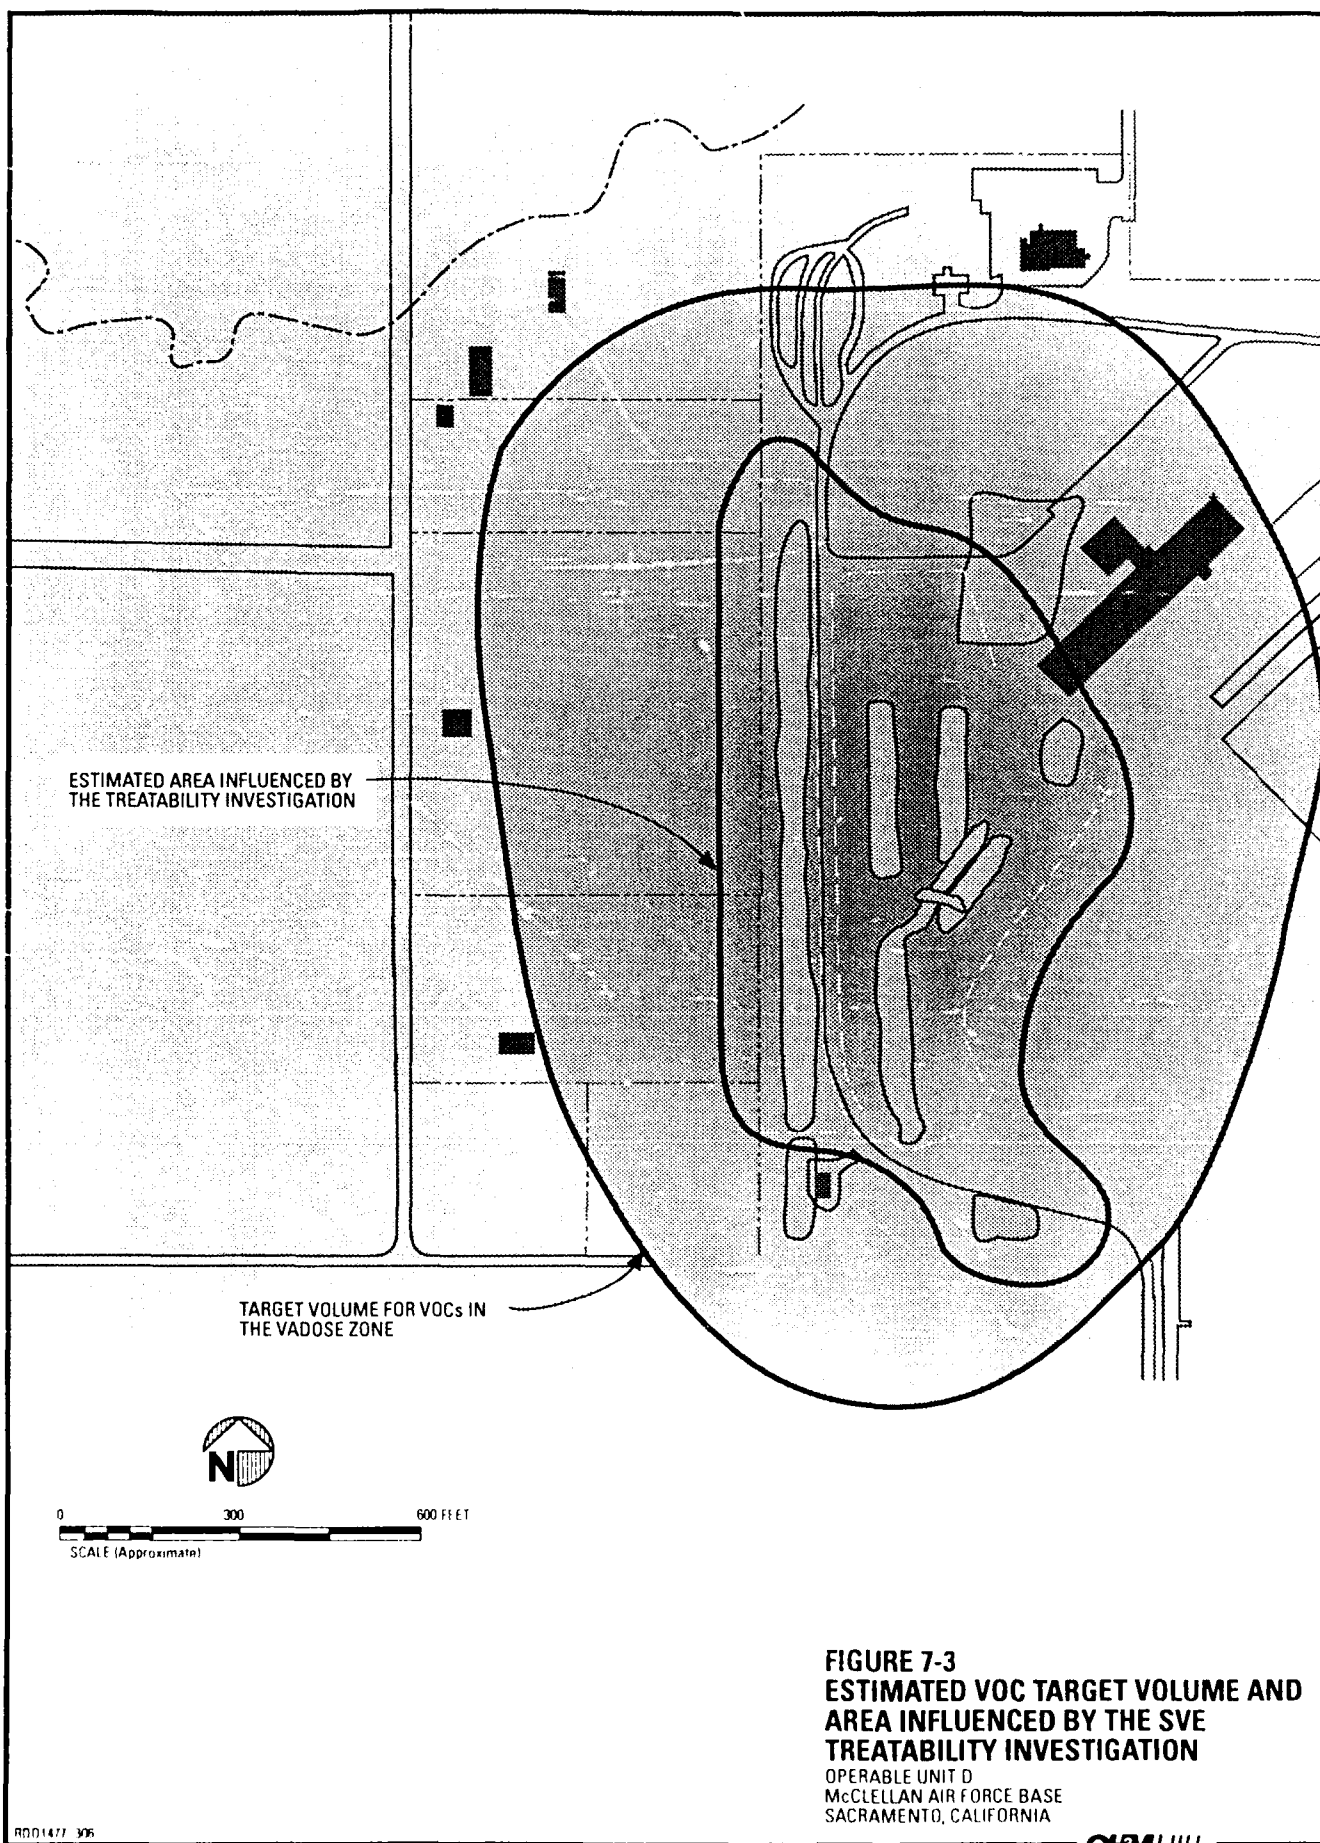 ESTIMATED AREA INFLUENCED BY
THE TREATABILITY INVESTIGATION
TARGET VOLUME FOR VOCs IN
THE VADOSE ZONE
N
0 300 600 FEET
SCALE (Approximate)
FIGURE 7-3
ESTIMATED VOC TARGET VOLUME AND
AREA INFLUENCED BY THE SVE
TREATABILITY INVESTIGATION
OPERABLE UNIT D
McCLELLAN AIR FORCE BASE
SACRAMENTO, CALIFORNIA
RDD1477_306